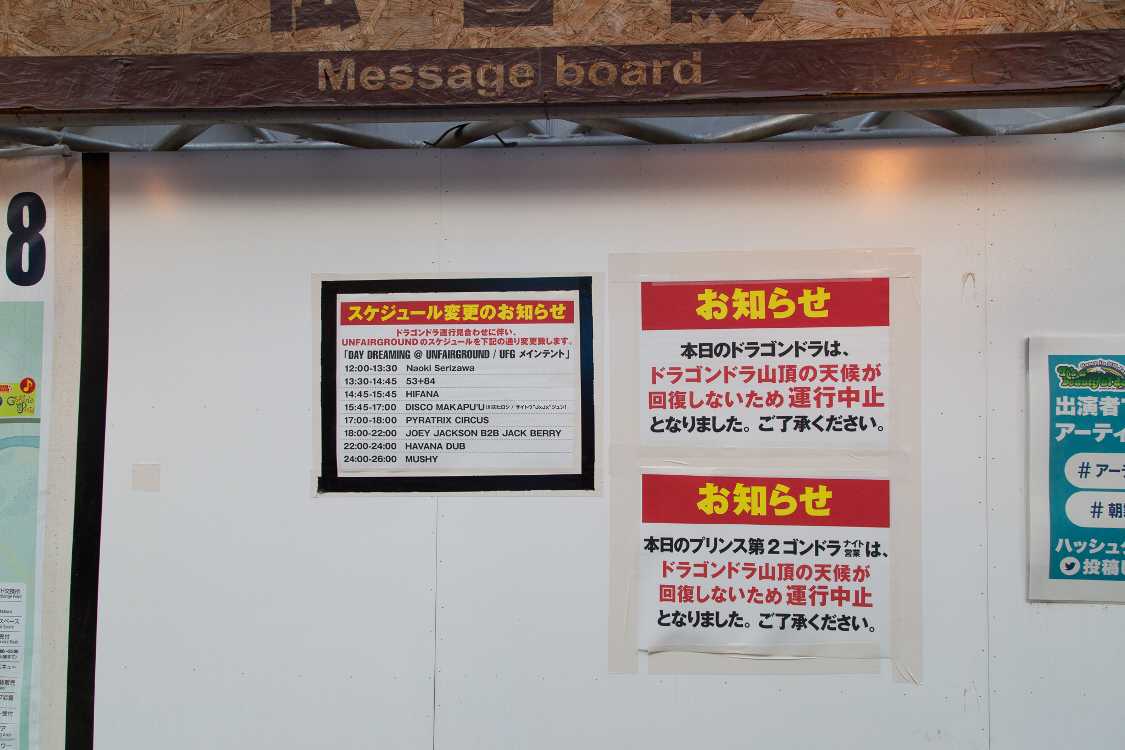 Message board
8
スケジュール変更のお知らせ
ドラゴンドラ運行見合わせに伴い、
UNFAIRGROUNDのスケジュールを下記の通り変更致します。
「DAY DREAMING @ UNFAIRGROUND / UFG メインテント」
12:00-13:30 Naoki Serizawa
13:30-14:45 53+84
14:45-15:45 HIFANA
15:45-17:00 DISCO MAKAPU'U
17:00-18:00 PYRATRIX CIRCUS
18:00-22:00 JOEY JACKSON B2B JACK BERRY
22:00-24:00 HAVANA DUB
24:00-26:00 MUSHY
お知らせ
本日のドラゴンドラは、
ドラゴンドラ山頂の天候が
回復しないため運行中止
となりました。ご了承ください。
お知らせ
本日のプリンス第2ゴンドラナイト営業は、
ドラゴンドラ山頂の天候が
回復しないため運行中止
となりました。ご了承ください。
出演者
アーティ
#アー
#朝
ハッシュ
投稿